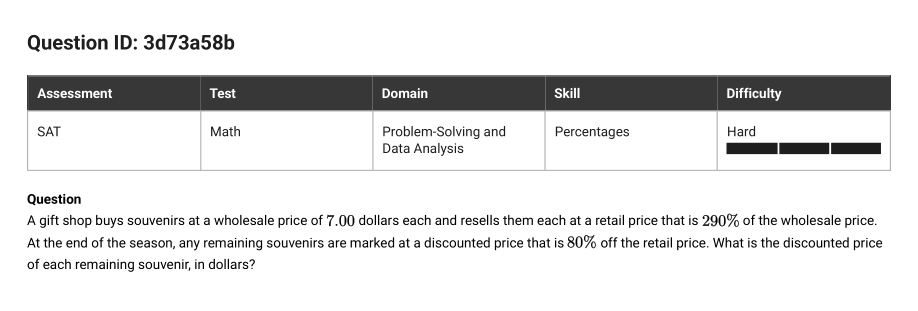 Question ID: 3d73a58b
Assessment Test Domain Skill Difficulty
SAT Math Problem-Solving and Data Analysis Percentages Hard
Question
A gift shop buys souvenirs at a wholesale price of 7.00 dollars each and resells them each at a retail price that is 290% of the wholesale price.
At the end of the season, any remaining souvenirs are marked at a discounted price that is 80% off the retail price. What is the discounted price
of each remaining souvenir, in dollars?